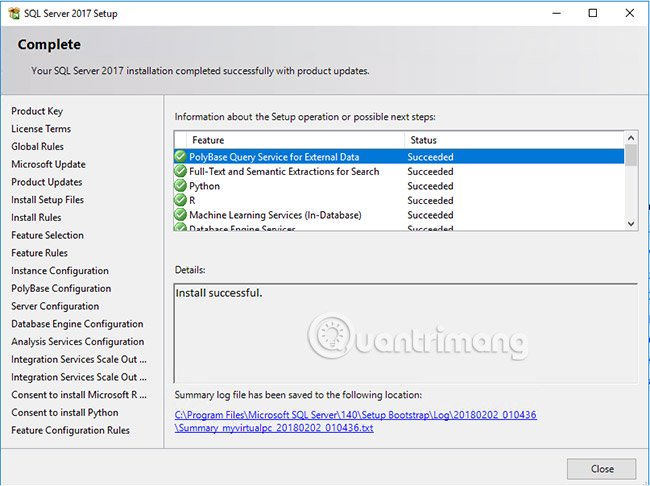 SQL Server 2017 Setup
Complete
Your SQL Server 2017 installation completed successfully with product updates.
Product Key
License Terms
Global Rules
Microsoft Update
Product Updates
Install Setup Files
Install Rules
Feature Selection
Feature Rules
Instance Configuration
PolyBase Configuration
Server Configuration
Database Engine Configuration
Analysis Services Configuration
Integration Services Scale Out ...
Integration Services Scale Out ...
Consent to install Microsoft R ...
Consent to install Python
Feature Configuration Rules
Information about the Setup operation or possible next steps:
Feature Status
PolyBase Query Service for External Data Succeeded
Full-Text and Semantic Extractions for Search Succeeded
Python Succeeded
R Succeeded
Machine Learning Services (In-Database) Succeeded
Database Engine Services Succeeded
Details:
Install successful.
Quantrimang
Summary log file has been saved to the following location:
C:\Program Files\Microsoft SQL Server\140\Setup Bootstrap\Log\20180202_010436
\Summary_myvirtualpc_20180202_010436.txt
Close